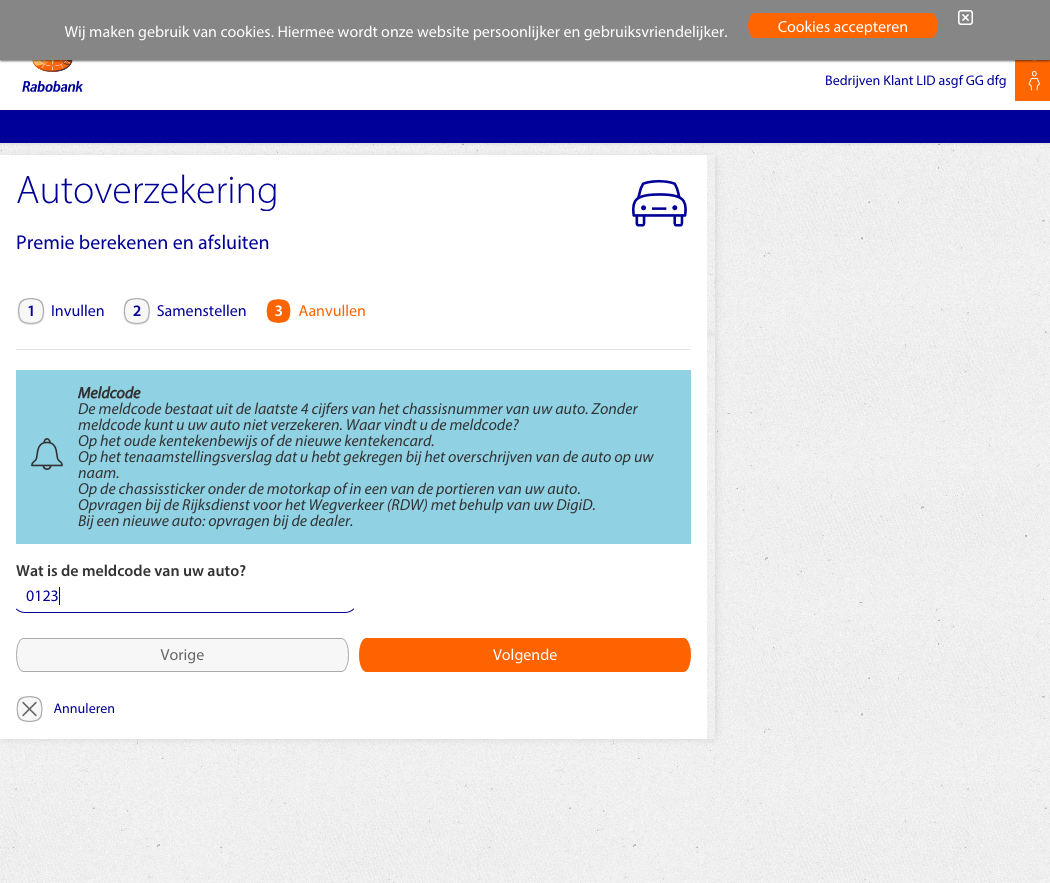 Wij maken gebruik van cookies. Hiermee wordt onze website persoonlijker en gebruiksvriendelijker.
Cookies accepteren
Rabobank
Bedrijven Klant LID asgf GG dfg
Autoverzekering
Premie berekenen en afsluiten
1 Invullen 2 Samenstellen 3 Aanvullen
Meldcode
De meldcode bestaat uit de laatste 4 cijfers van het chassisnummer van uw auto. Zonder
meldcode kunt u uw auto niet verzekeren. Waar vindt u de meldcode?
Op het oude kentekenbewijs of de nieuwe kentekencard.
Op het tenaamstellingsverslag dat u hebt gekregen bij het overschrijven van de auto op uw
naam.
Op de chassissticker onder de motorkap of in een van de portieren van uw auto.
Opvragen bij de Rijksdienst voor het Wegverkeer (RDW) met behulp van uw DigiD.
Bij een nieuwe auto: opvragen bij de dealer.
Wat is de meldcode van uw auto?
0123
Vorige Volgende
Annuleren